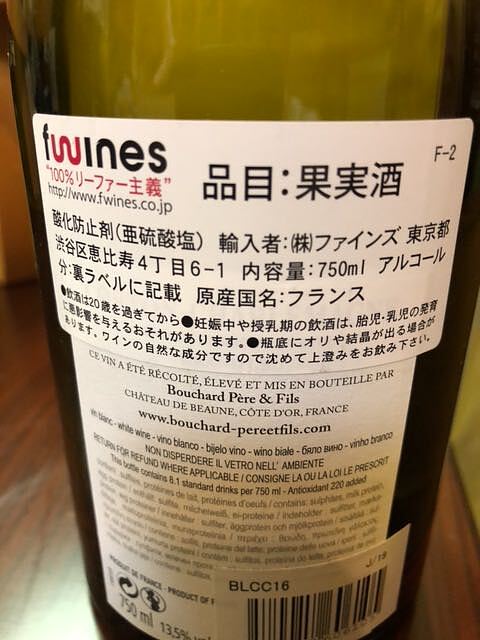 fwines
"100%リーファー主義"
http://www.fwines.co.jp
品目:果実酒
F-2
酸化防止剤(亜硫酸塩) 輸入者:㈱ファインズ 東京都
渋谷区恵比寿4丁目6-1 内容量:750ml アルコール
分:裏ラベルに記載 原産国名:フランス
●飲酒は20歳を過ぎてから●妊娠中や授乳期の飲酒は、胎児・乳児の発育
に悪影響を与えるおそれがあります。●瓶底にオリや結晶が出る場合が
あります。ワインの自然な成分ですので沈めて上澄みをお飲み下さい。
CE VIN A ÉTÉ RÉCOLTÉ, ÉLEVÉ ET MIS EN BOUTEILLE PAR
Bouchard Père & Fils
CHÂTEAU DE BEAUNE, CÔTE D'OR, FRANCE
www.bouchard-pereetfils.com
vin blanc - white wine - vino blanco - bijelo vino - vino biale - бяло вино - vinho branco
NON DISPERDERE IL VETRO NELL' AMBIENTE
RETURN FOR REFUND WHERE APPLICABLE / CONSIGNE LA OU LA LOI LE PRESCRIT
This bottle contains 8.1 standard drinks per 750 ml - Antioxidant 220 added
PRODUIT DE FRANCE - PRODUCT OF
750 ml 13.5%
BLCC16
J/19